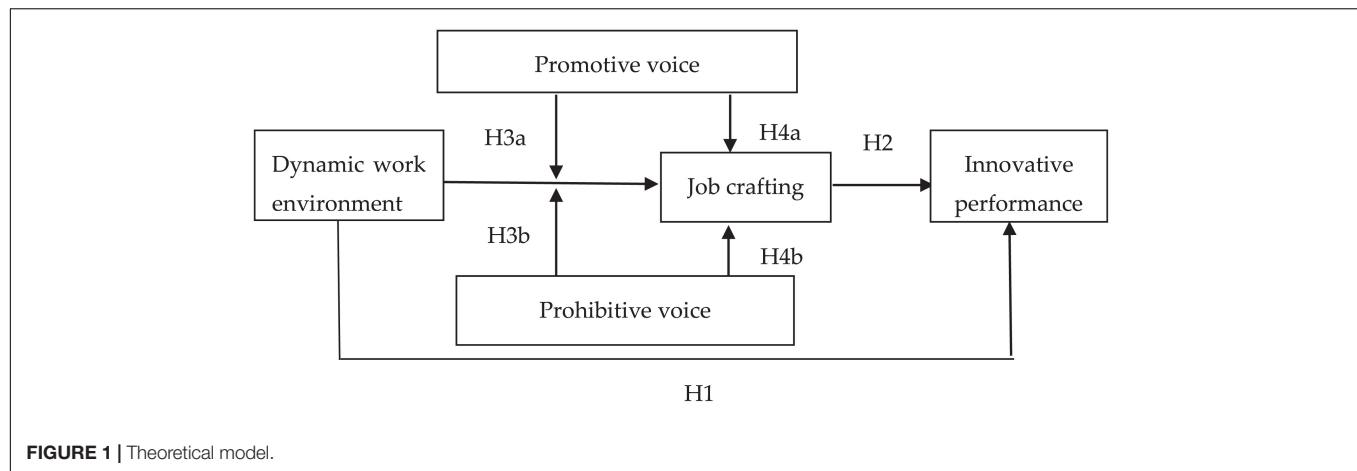 Promotive voice
H3a
H4a
H2
Dynamic work
environment
Job crafting
Innovative
performance
H3b
H4b
Prohibitive voice
H1
FIGURE 1 | Theoretical model.